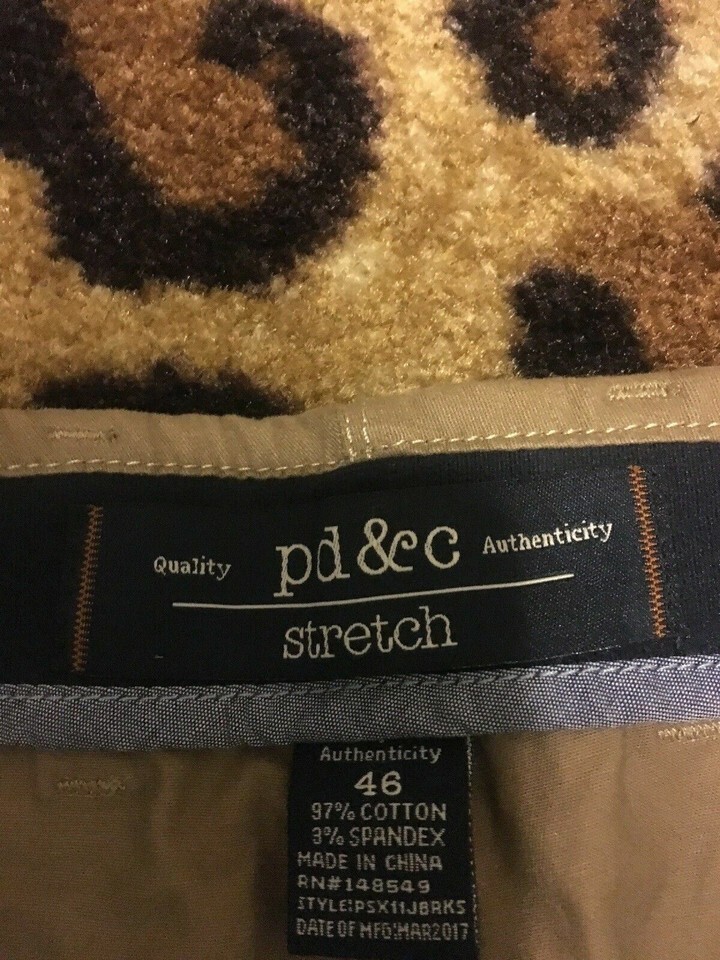 Quality pd&c Authenticity
stretch
Authenticity
46
97% COTTON
3% SPANDEX
MADE IN CHINA
RN#148549
STYLE:PSX11JBRKS
DATE OF MFG:MAR2017